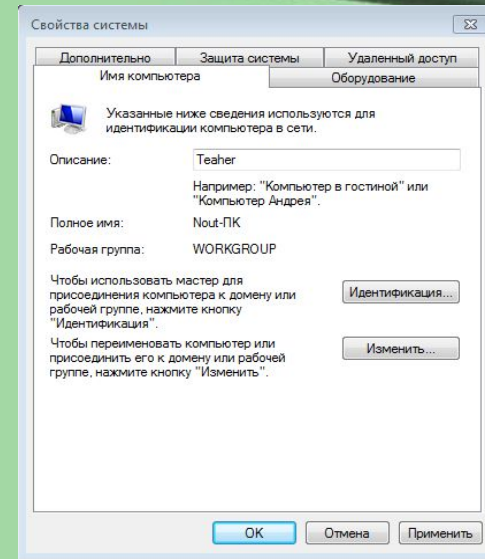 Свойства системы
Дополнительно Защита системы Удаленный доступ
Имя компьютера Оборудование
Указанные ниже сведения используются для
идентификации компьютера в сети.
Описание: Teaher
Например: "Компьютер в гостиной" или
"Компьютер Андрея".
Полное имя: Nout-ПК
Рабочая группа: WORKGROUP
Чтобы использовать мастер для
присоединения компьютера к домену или
рабочей группе, нажмите кнопку
"Идентификация".
Идентификация...
Чтобы переименовать компьютер или
присоединить его к домену или рабочей
группе, нажмите кнопку "Изменить".
Изменить...
ОК Отмена Применить